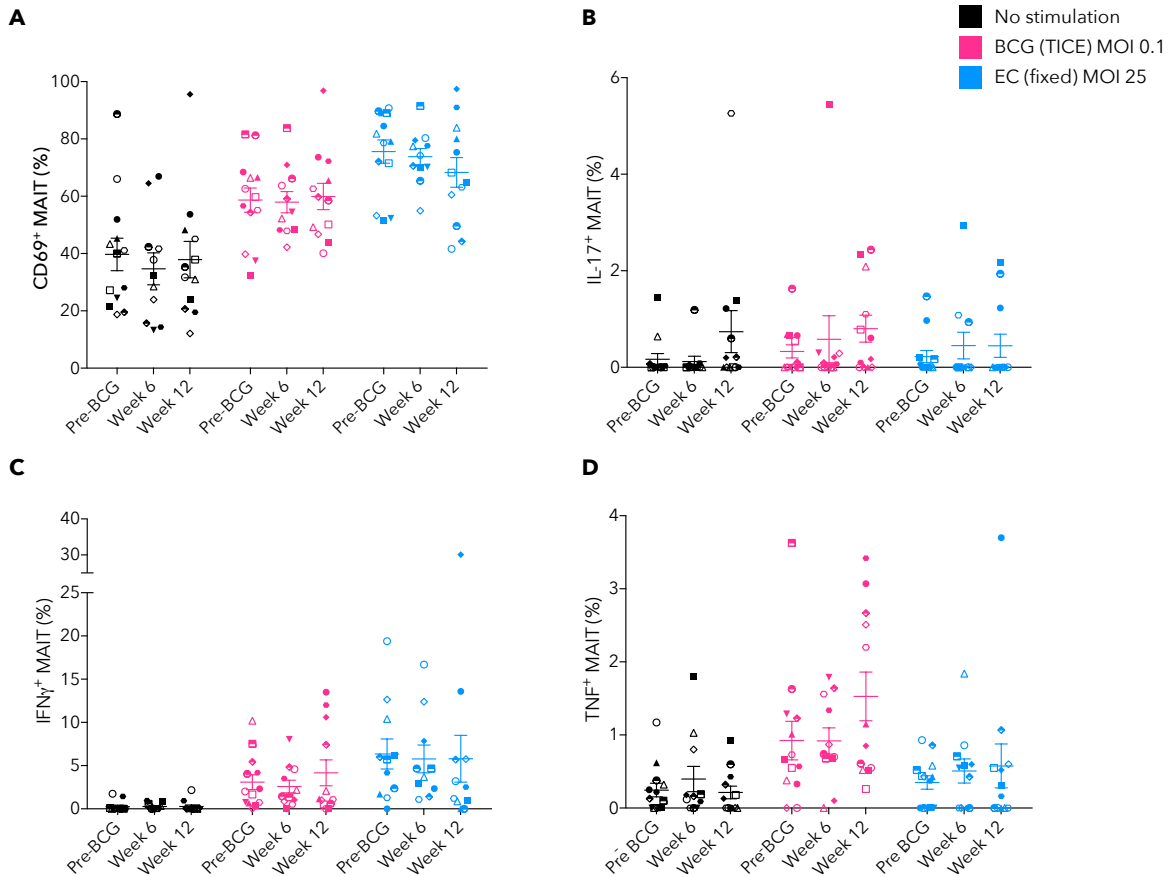 A
B
No stimulation
BCG (TICE) MOI 0.1
EC (fixed) MOI 25
CD69+ MAIT (%)
100
80
60
40
20
0
Pre-BCG
Week 6
Week 12
Pre-BCG
Week 6
Week 12
Pre-BCG
Week 6
Week 12
IL-17+ MAIT (%)
6
4
2
0
Pre-BCG
Week 6
Week 12
Pre-BCG
Week 6
Week 12
Pre-BCG
Week 6
Week 12
C
D
IFNγ+ MAIT (%)
40
30
25
20
15
10
5
0
Pre-BCG
Week 6
Week 12
Pre-BCG
Week 6
Week 12
Pre-BCG
Week 6
Week 12
TNF+ MAIT (%)
4
3
2
1
0
Pre-BCG
Week 6
Week 12
Pre-BCG
Week 6
Week 12
Pre-BCG
Week 6
Week 12